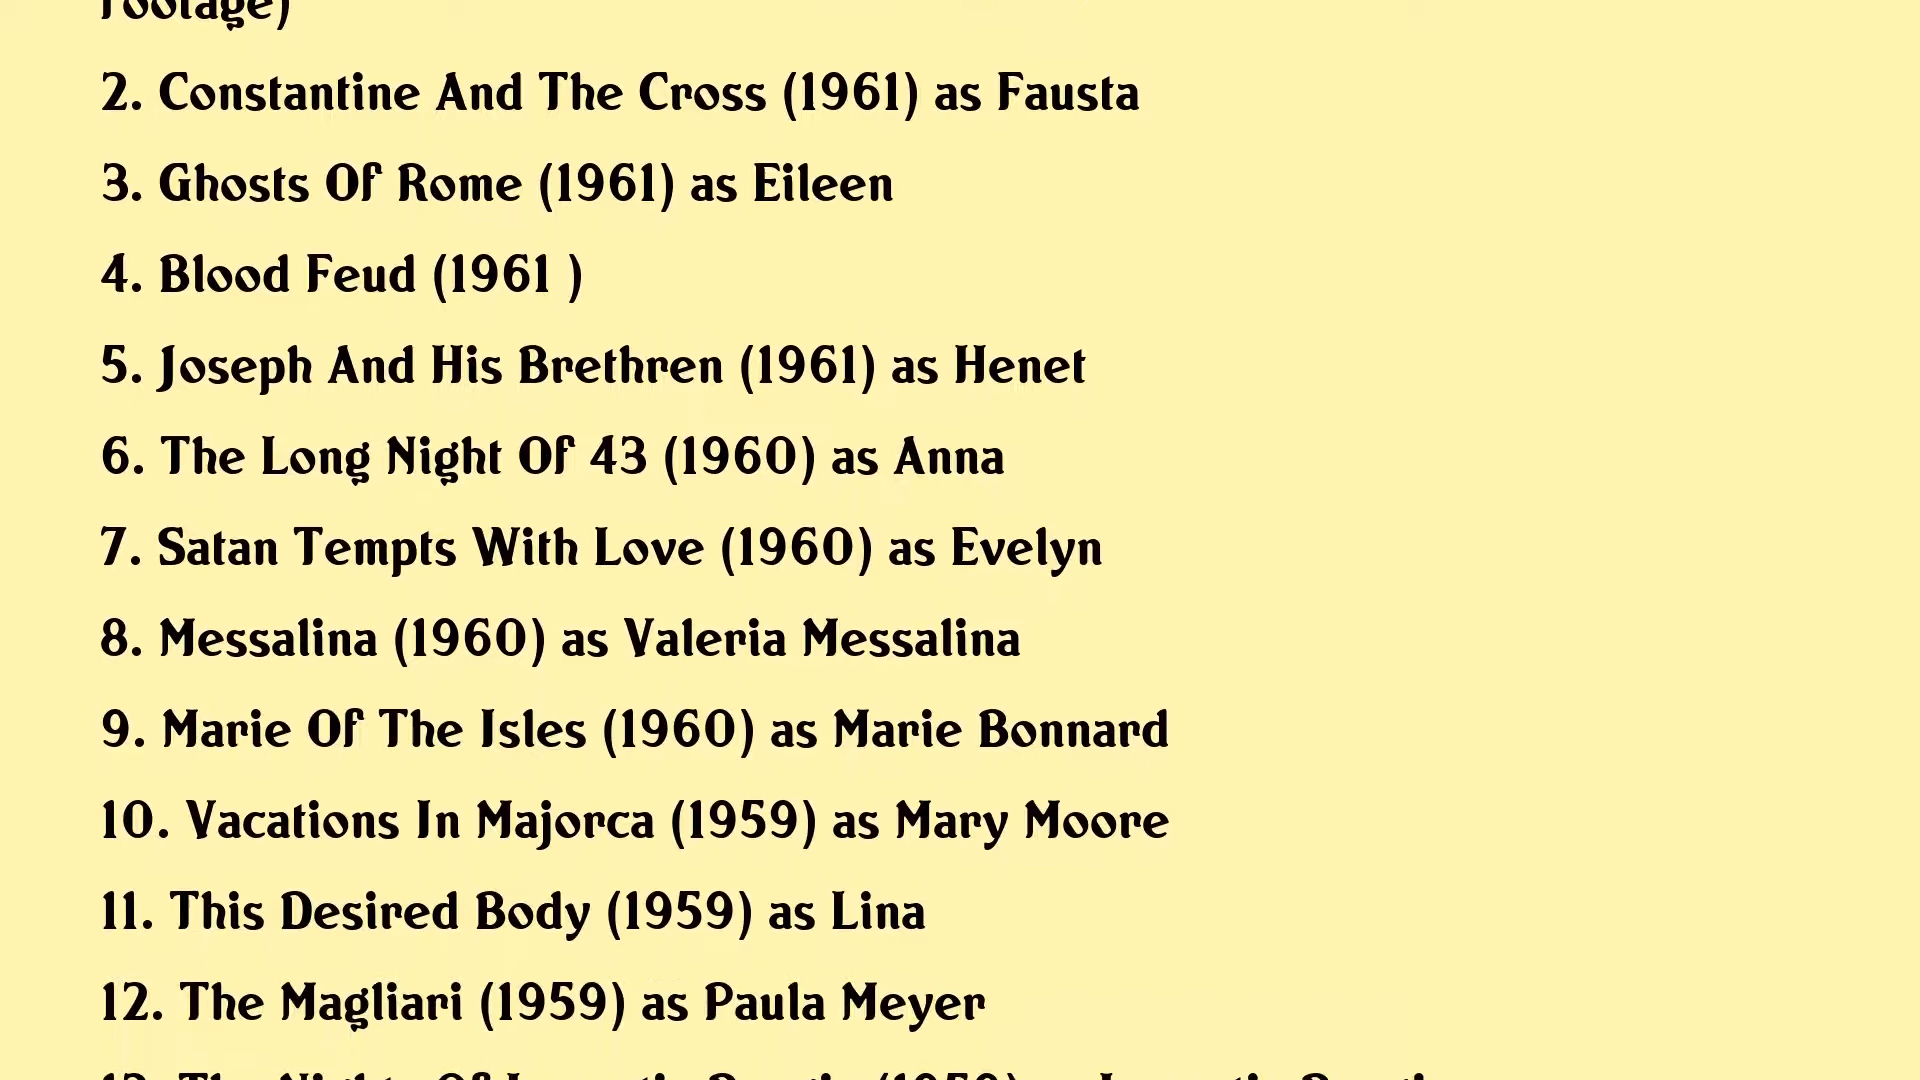 footage)
2. Constantine And The Cross (1961) as Fausta
3. Ghosts Of Rome (1961) as Eileen
4. Blood Feud (1961 )
5. Joseph And His Brethren (1961) as Henet
6. The Long Night Of 43 (1960) as Anna
7. Satan Tempts With Love (1960) as Evelyn
8. Messalina (1960) as Valeria Messalina
9. Marie Of The Isles (1960) as Marie Bonnard
10. Vacations In Majorca (1959) as Mary Moore
11. This Desired Body (1959) as Lina
12. The Magliari (1959) as Paula Meyer